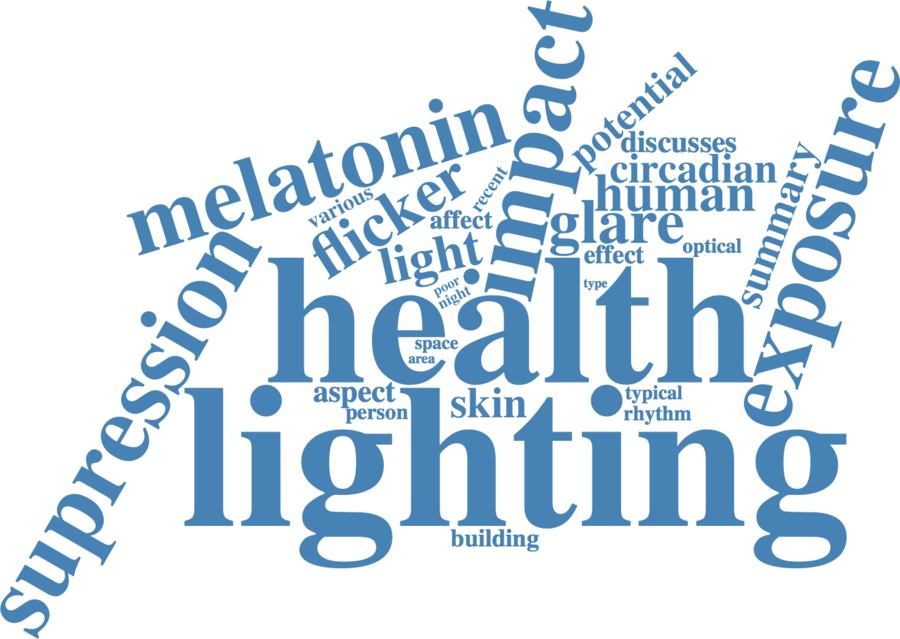 impact
potential
exposure
melatonin
discusses
circadian
human
summary
recent
various
flicker
affect
glare
light
effect
optical
supression
poor
night
type
health
space
area
aspect
person
skin
typical
rhythm
lighting
building